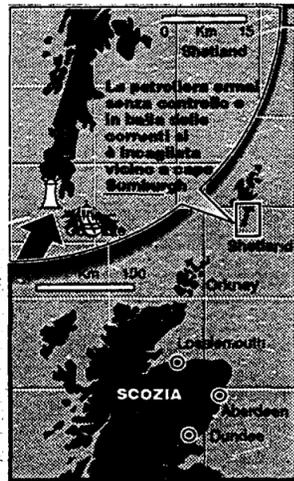 0 Km 15
Shetland
La petroliera ormai
senza controllo e
in balia delle
correnti si
è incagliata
vicino a capo
Sumburgh
Shetland
Km 100
Orkney
Lossiemouth
SCOZIA
Aberdeen
Dundee